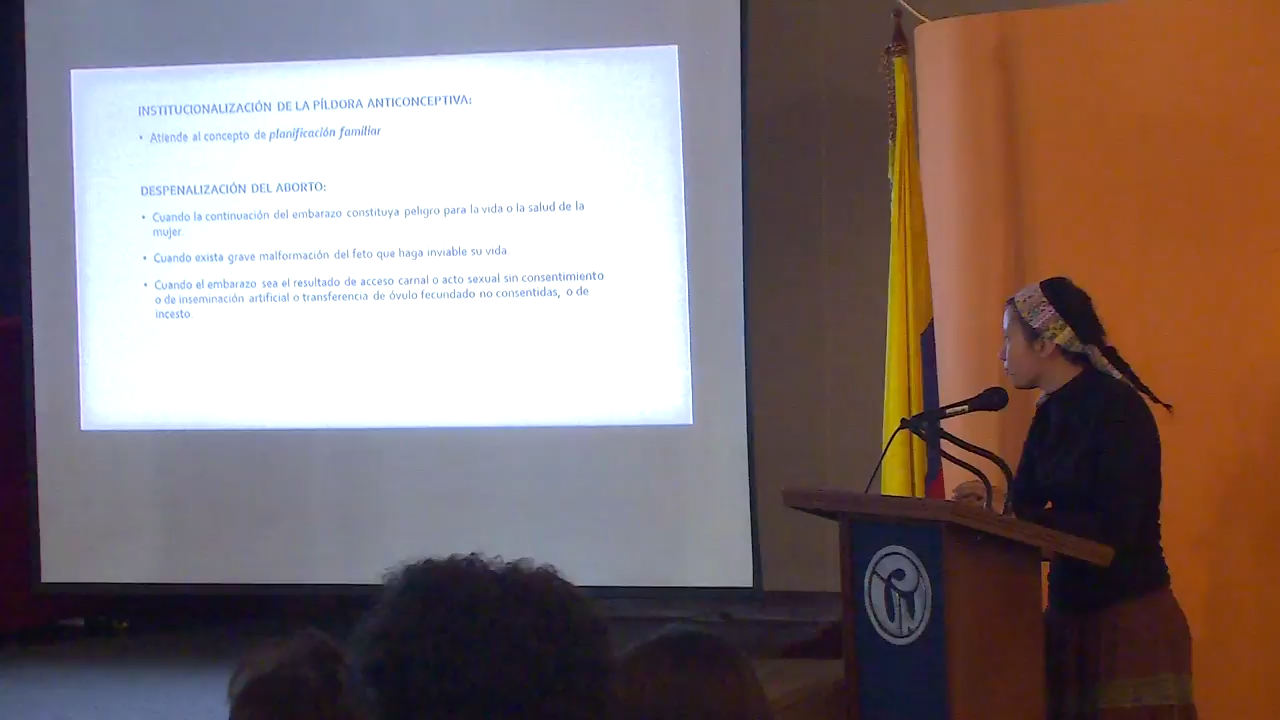 INSTITUCIONALIZACIÓN DE LA PÍLDORA ANTICONCEPTIVA:
• Atiende al concepto de planificación familiar
DESPENALIZACIÓN DEL ABORTO:
• Cuando la continuación del embarazo constituya peligro para la vida o la salud de la
mujer.
• Cuando exista grave malformación del feto que haga inviable su vida
• Cuando el embarazo sea el resultado de acceso carnal o acto sexual sin consentimiento
o de inseminación artificial o transferencia de óvulo fecundado no consentidas, o de
incesto.